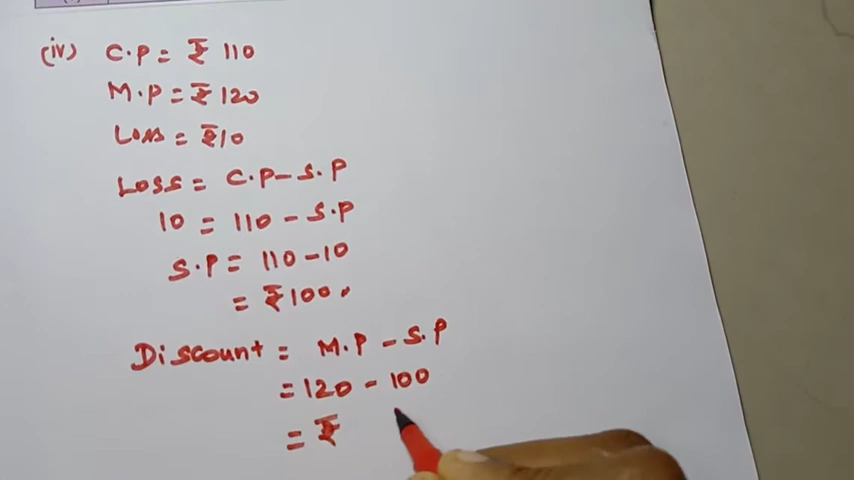 (iv) C.P = ₹ 110
M.P = ₹ 120
Loss = ₹10
Loss = C.P - S.P
10 = 110 - S.P
S.P = 110 - 10
= ₹100.
Discount = M.P - S.P
= 120 - 100
= ₹